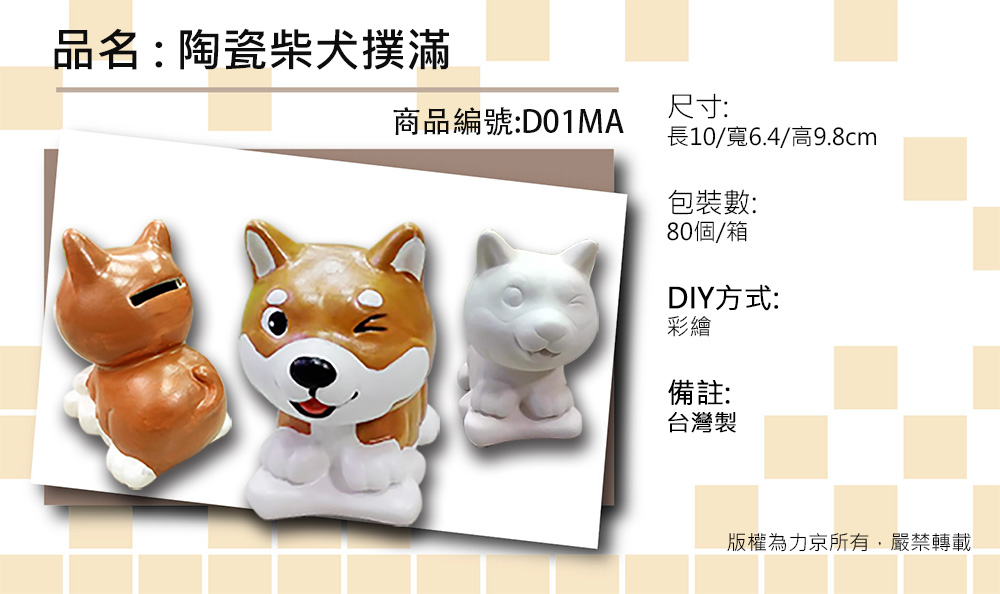 品名 : 陶瓷柴犬撲滿
商品編號:D01MA
尺寸:
長10/寬6.4/高9.8cm
包裝數:
80個/箱
DIY方式:
彩繪
備註:
台灣製
版權為力京所有，嚴禁轉載